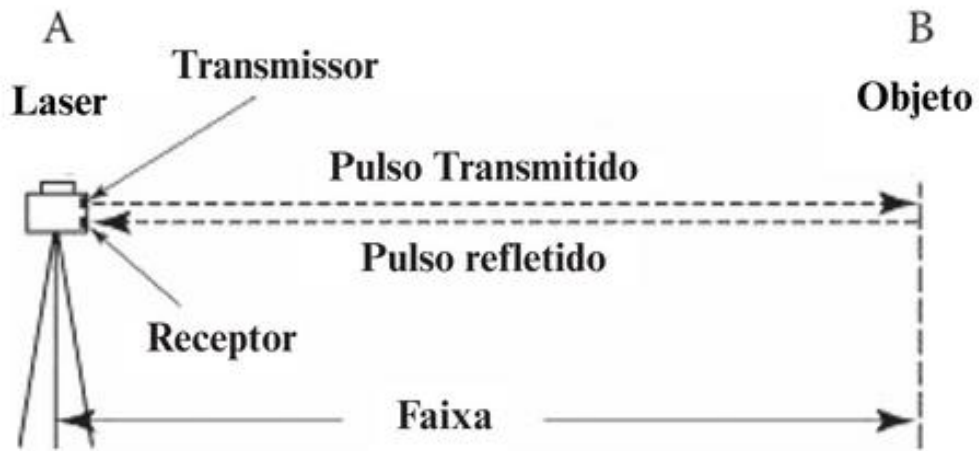 A
B
Transmissor
Laser
Objeto
Pulso Transmitido
Pulso refletido
Receptor
Faixa